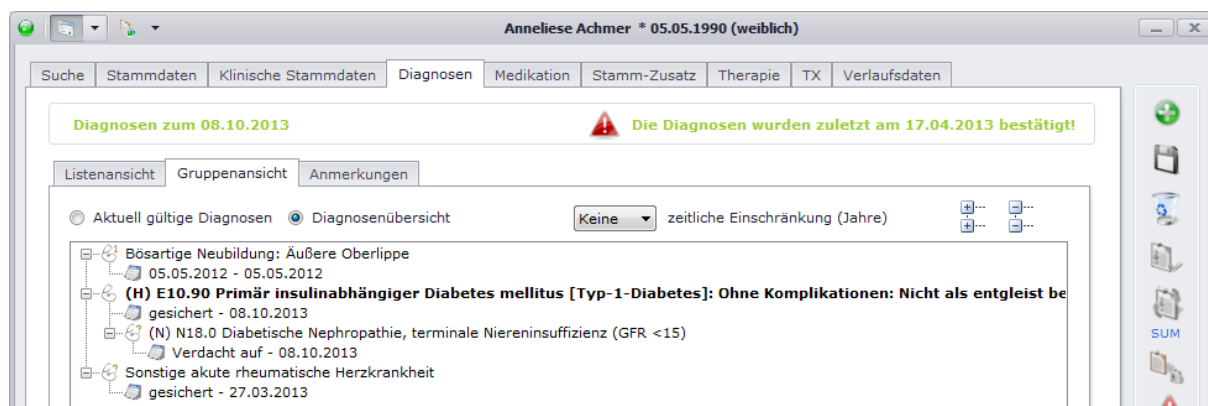 Anneliese Achmer * 05.05.1990 (weiblich)
Suche Stammdaten Klinische Stammdaten Diagnosen Medikation Stamm-Zusatz Therapie TX Verlaufsdaten
Diagnosen zum 08.10.2013 Die Diagnosen wurden zuletzt am 17.04.2013 bestätigt!
Listenansicht Gruppenansicht Anmerkungen
Aktuell gültige Diagnosen Diagnosenübersicht Keine zeitliche Einschränkung (Jahre)
Bösartige Neubildung: Äußere Oberlippe
05.05.2012 - 05.05.2012
(H) E10.90 Primär insulinabhängiger Diabetes mellitus [Typ-1-Diabetes]: Ohne Komplikationen: Nicht als entgleist be
gesichert - 08.10.2013
(N) N18.0 Diabetische Nephropathie, terminale Niereninsuffizienz (GFR <15)
Verdacht auf - 08.10.2013
Sonstige akute rheumatische Herzkrankheit
gesichert - 27.03.2013
SUM